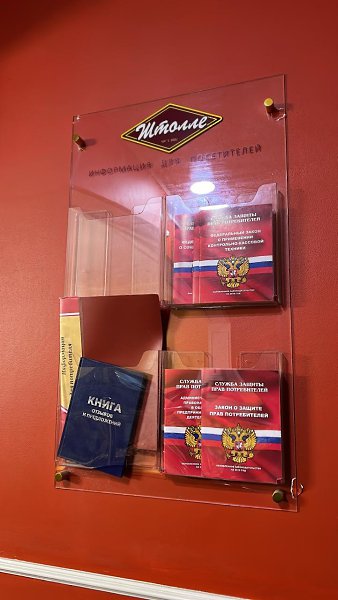 Штолле
ИНФОРМАЦИЯ ДЛЯ ПОСЕТИТЕЛЕЙ
СЛУЖБА ЗАЩИТЫ
ПРАВ ПОТРЕБИТЕЛЕЙ
ФЕДЕРАЛЬНЫЙ ЗАКОН
О ПРИМЕНЕНИИ
КОНТРОЛЬНО-КАССОВОЙ
ТЕХНИКИ
Информация
КНИГА
ОТЗЫВОВ
И ПРЕДЛОЖЕНИЙ
СЛУЖБА ЗАЩИТЫ
ПРАВ ПОТРЕБИТЕЛЕЙ
ЗАКОН О ЗАЩИТЕ
ПРАВ ПОТРЕБИТЕЛЕЙ